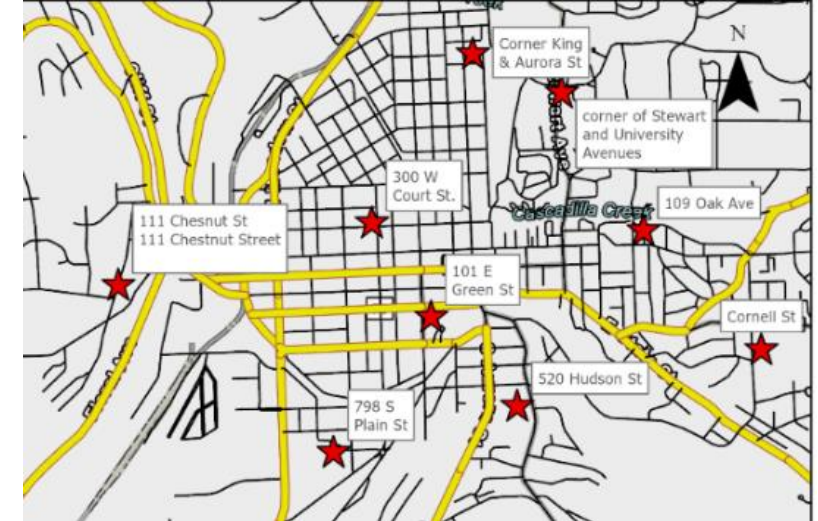 Corner King
& Aurora St
N
corner of Stewart
and University
Avenues
300 W
Court St.
Cascadilla Creek
109 Oak Ave
111 Chesnut St
111 Chestnut Street
101 E
Green St
Cornell St
520 Hudson St
798 S
Plain St